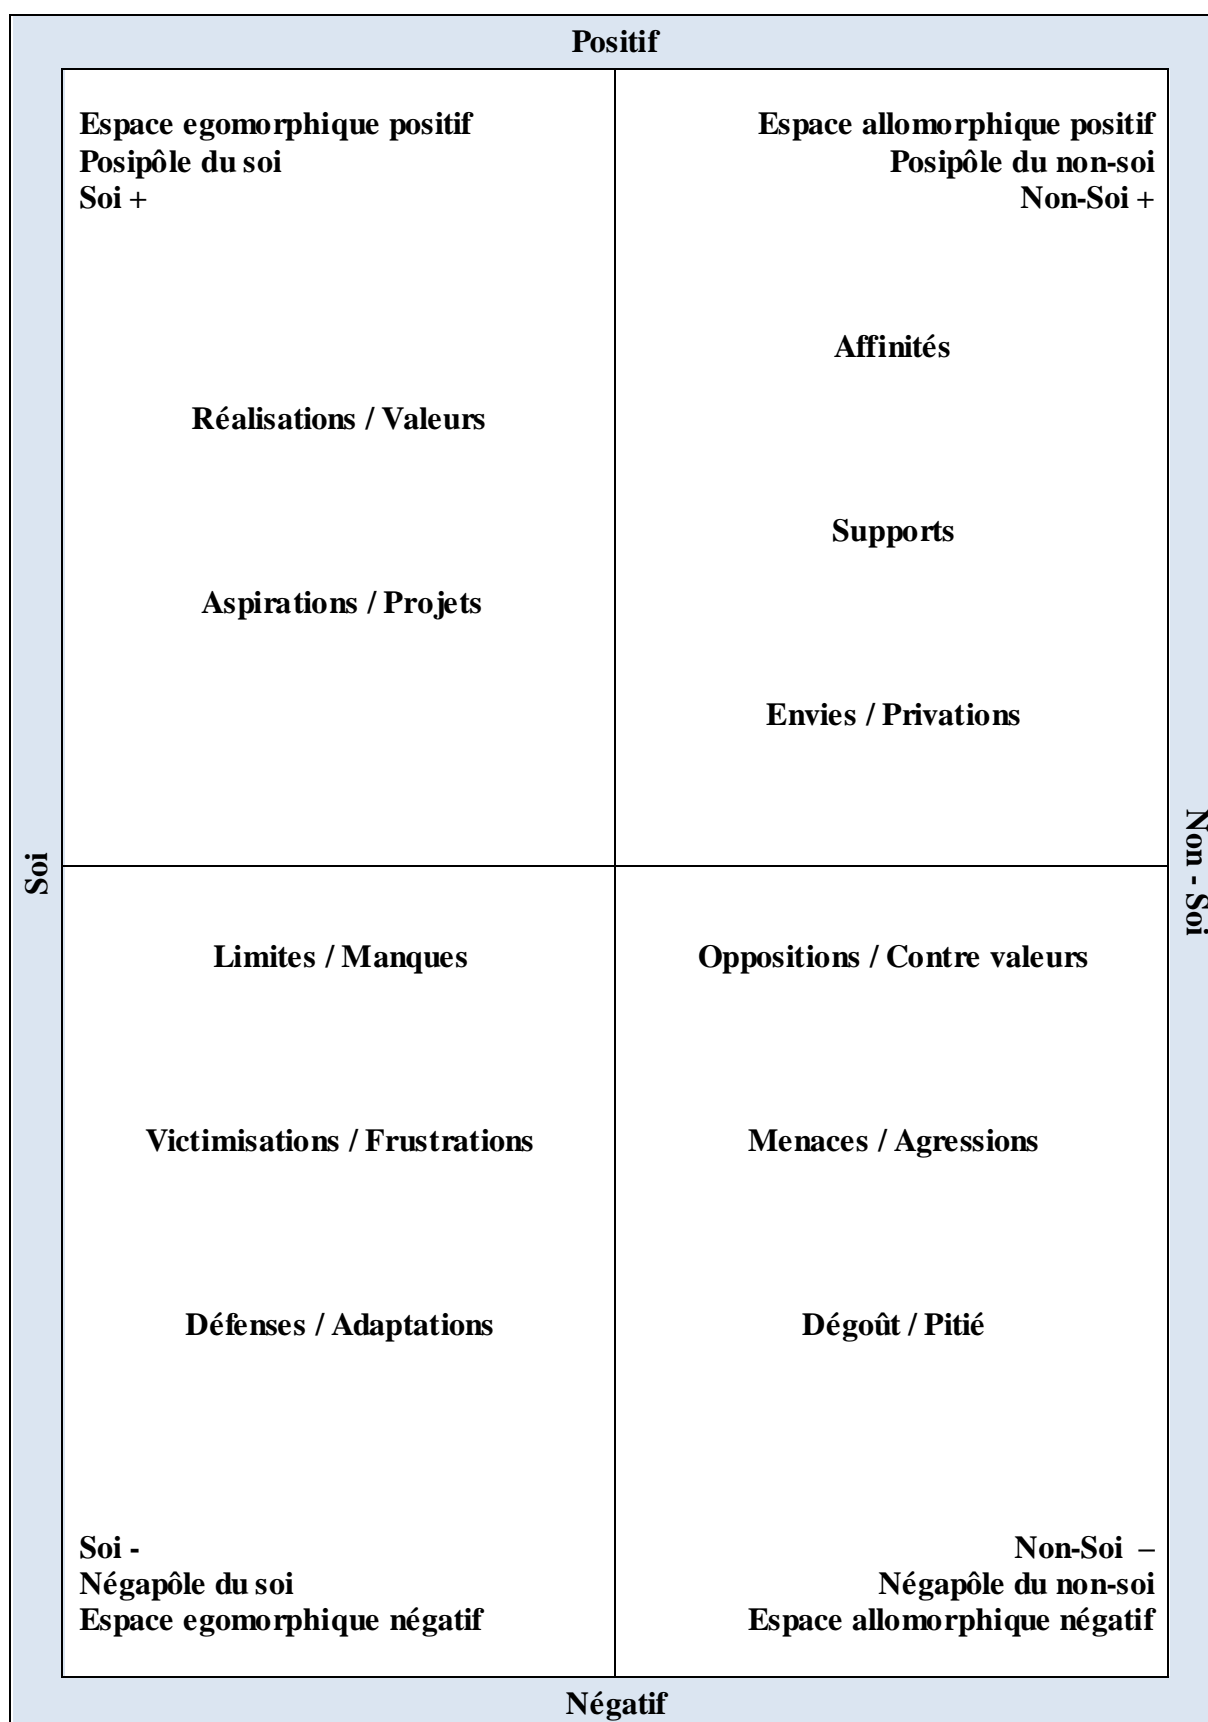 Positif
Espace egomorphique positif
Posipôle du soi
Soi +
Réalisations / Valeurs
Aspirations / Projets
Espace allomorphique positif
Posipôle du non-soi
Non-Soi +
Affinités
Supports
Envies / Privations
Soi
Non - Soi
Limites / Manques
Victimisations / Frustrations
Défenses / Adaptations
Soi -
Négapôle du soi
Espace egomorphique négatif
Oppositions / Contre valeurs
Menaces / Agressions
Dégoût / Pitié
Non-Soi –
Négapôle du non-soi
Espace allomorphique négatif
Négatif